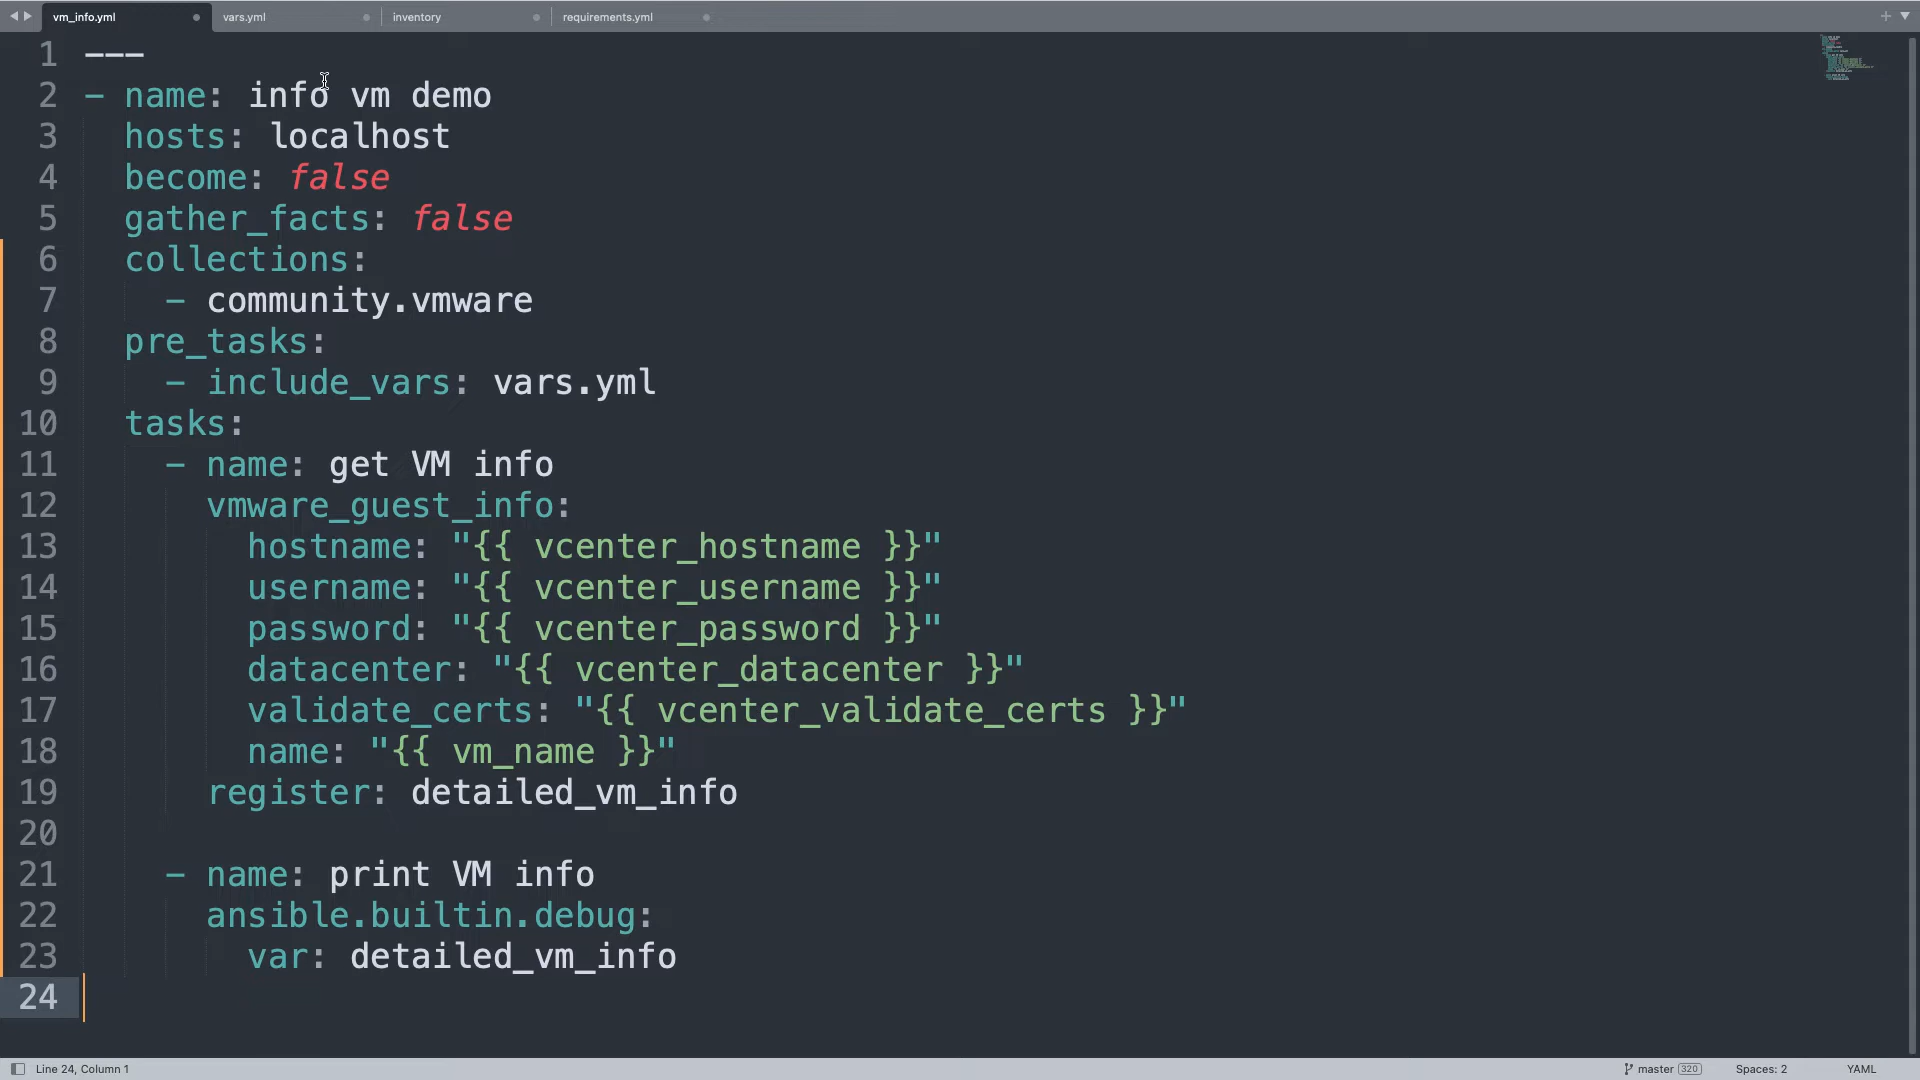 vm_info.yml vars.yml inventory requirements.yml
1 ---
2 - name: info vm demo
3   hosts: localhost
4   become: false
5   gather_facts: false
6   collections:
7     - community.vmware
8   pre_tasks:
9     - include_vars: vars.yml
10   tasks:
11     - name: get VM info
12       vmware_guest_info:
13         hostname: "{{ vcenter_hostname }}"
14         username: "{{ vcenter_username }}"
15         password: "{{ vcenter_password }}"
16         datacenter: "{{ vcenter_datacenter }}"
17         validate_certs: "{{ vcenter_validate_certs }}"
18         name: "{{ vm_name }}"
19       register: detailed_vm_info
20
21     - name: print VM info
22       ansible.builtin.debug:
23         var: detailed_vm_info
24
Line 24, Column 1 master 320 Spaces: 2 YAML